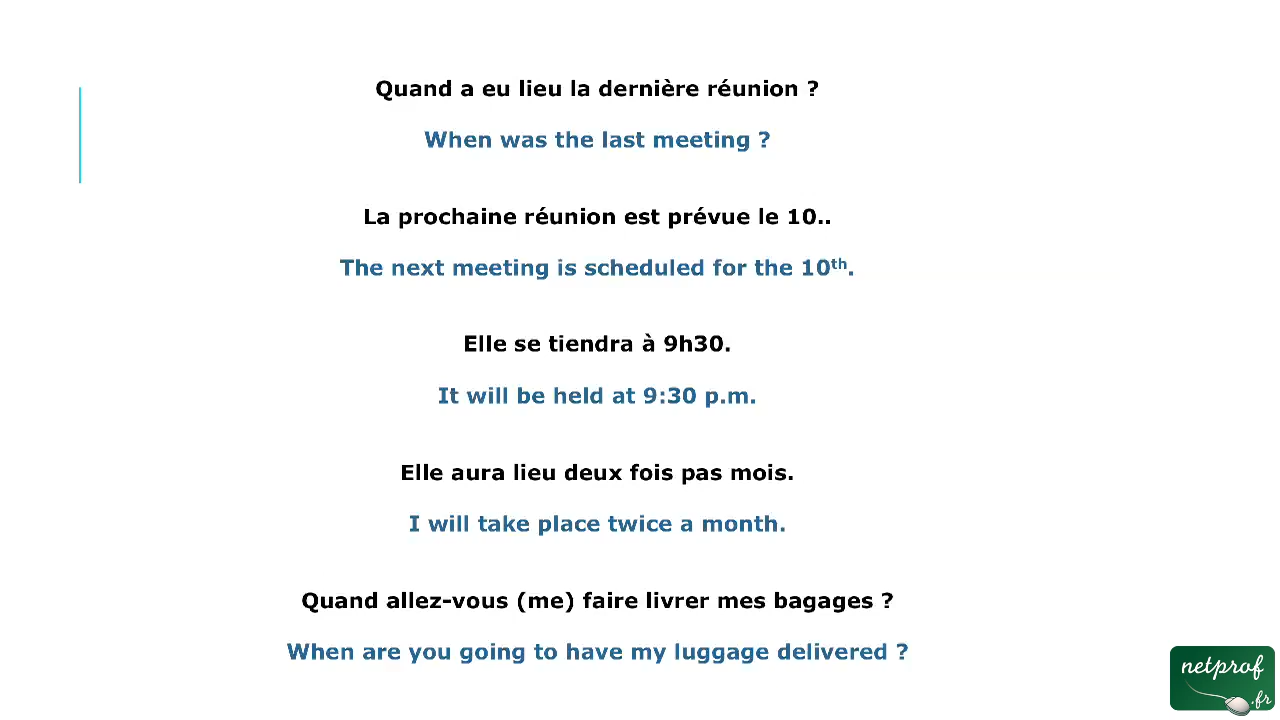 Quand a eu lieu la dernière réunion ?
When was the last meeting ?
La prochaine réunion est prévue le 10..
The next meeting is scheduled for the 10th.
Elle se tiendra à 9h30.
It will be held at 9:30 p.m.
Elle aura lieu deux fois pas mois.
I will take place twice a month.
Quand allez-vous (me) faire livrer mes bagages ?
When are you going to have my luggage delivered ?
netprof
.fr